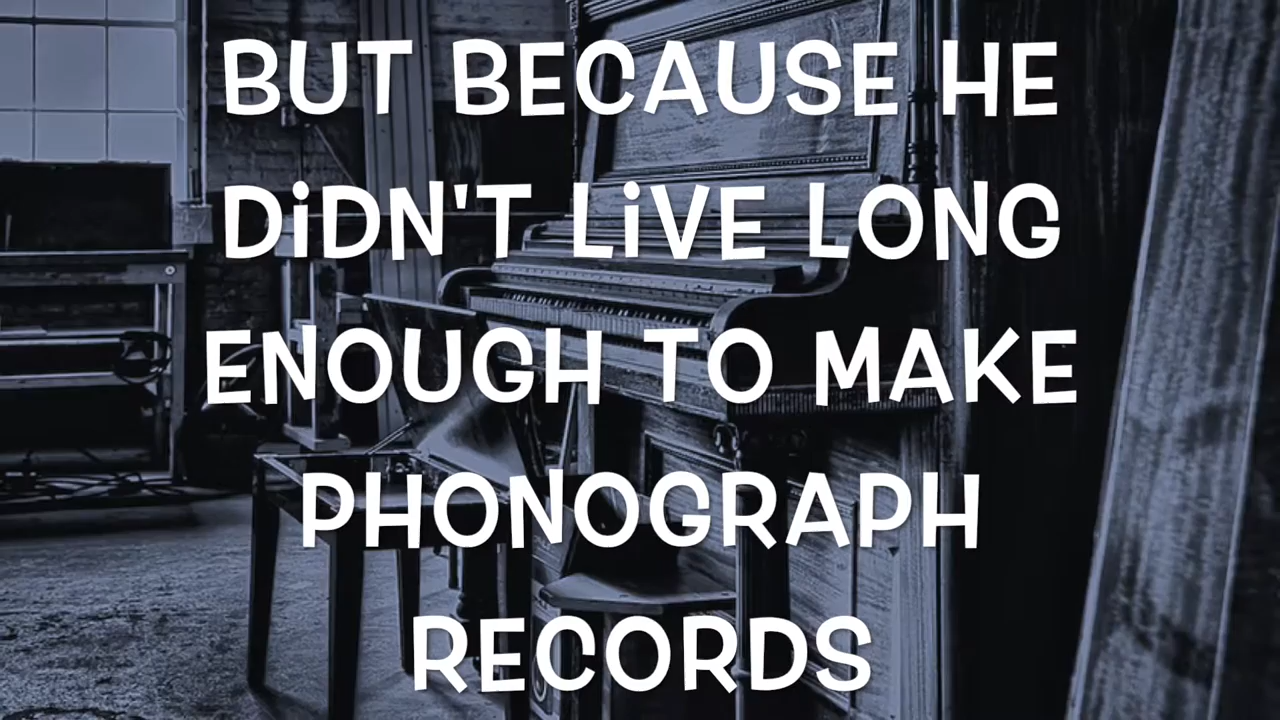 BUT BECAUSE HE
DiDN'T LiVE LONG
ENOUGH TO MAKE
PHONOGRAPH
RECORDS